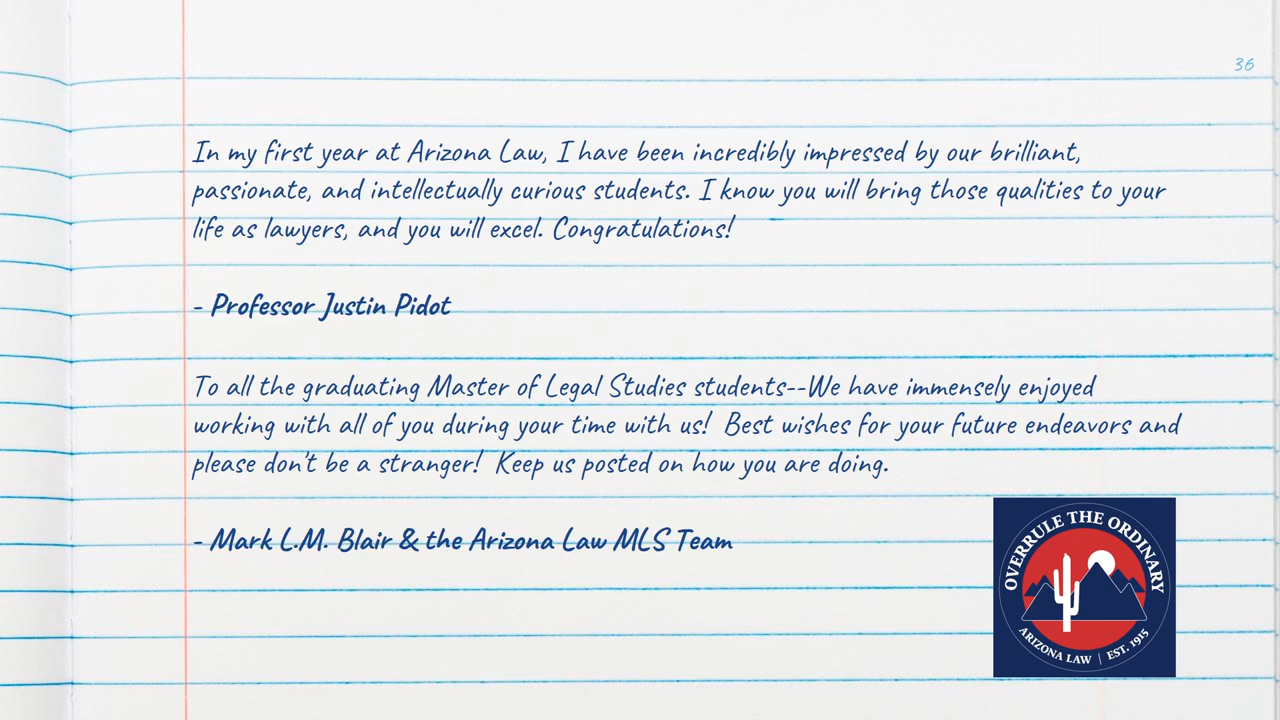 36
In my first year at Arizona Law, I have been incredibly impressed by our brilliant,
passionate, and intellectually curious students. I know you will bring those qualities to your
life as lawyers, and you will excel. Congratulations!
- Professor Justin Pidot
To all the graduating Master of Legal Studies students--We have immensely enjoyed
working with all of you during your time with us!  Best wishes for your future endeavors and
please don't be a stranger!  Keep us posted on how you are doing.
- Mark L.M. Blair & the Arizona Law MLS Team
OVERRULE THE ORDINARY
ARIZONA LAW | EST. 1915